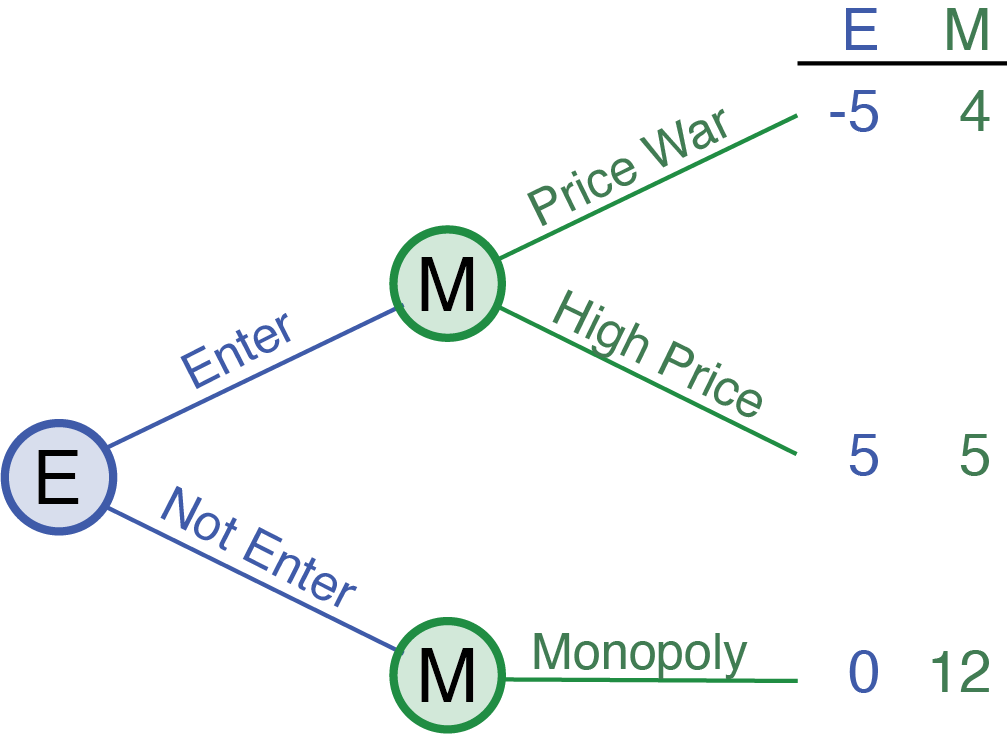 E M
-5 4
Price War
M
High Price
Enter
5 5
E
Not Enter
M
Monopoly
0 12